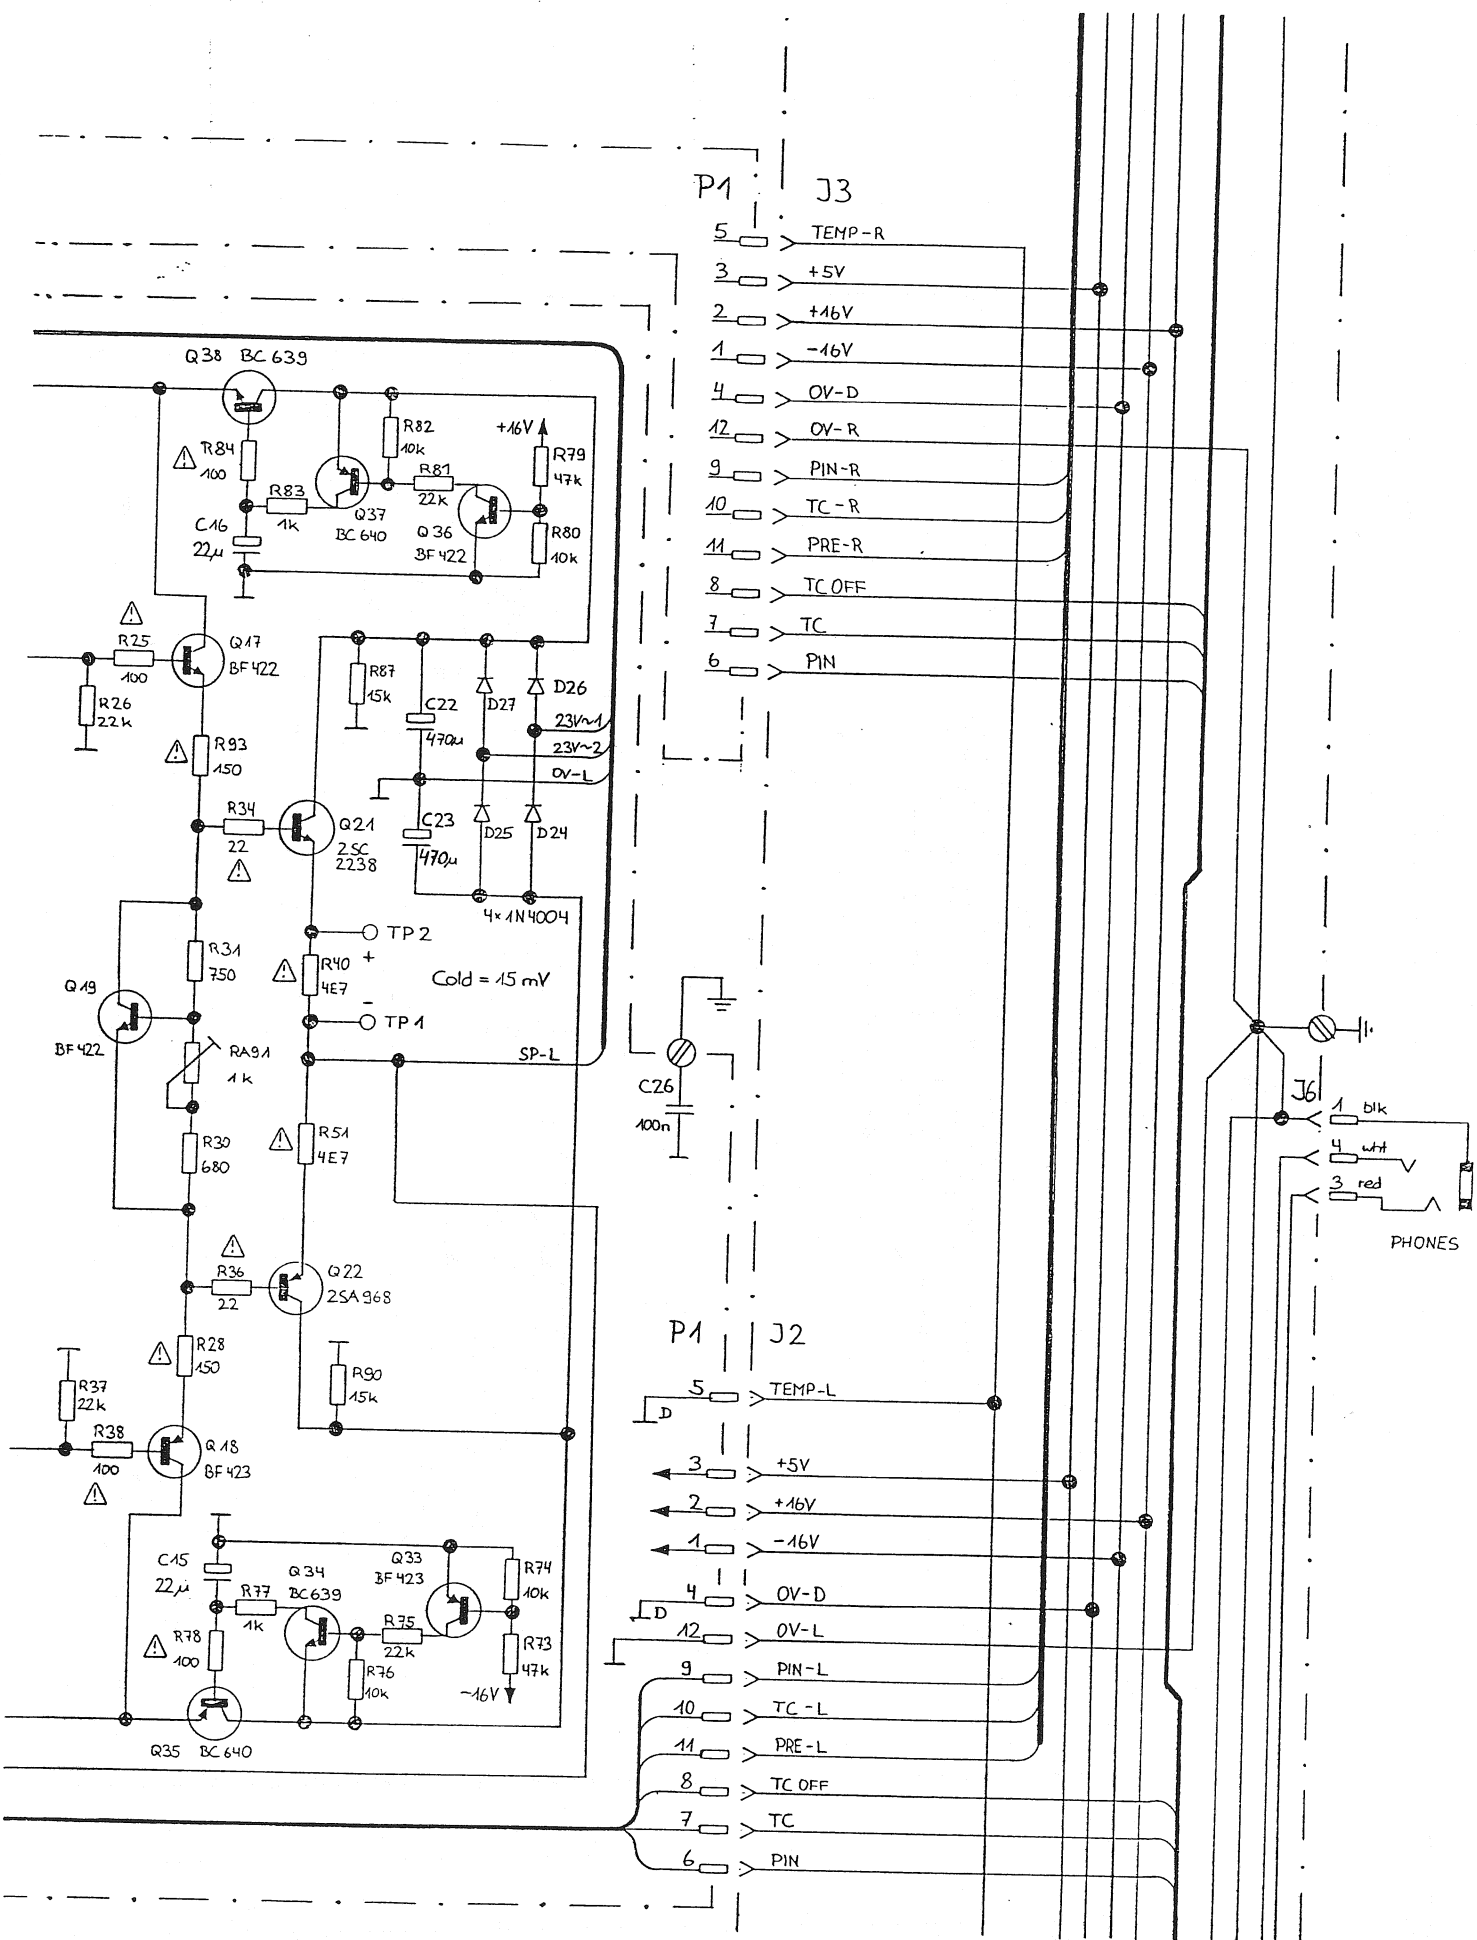 P1 J3
5 TEMP-R
3 +5V
2 +16V
1 -16V
4 0V-D
12 0V-R
9 PIN-R
10 TC-R
11 PRE-R
8 TC OFF
7 TC
6 PIN
Q38 BC639
R84
100
R83
1k
C16
22µ
Q37
BC640
R82
10k
R81
22k
+16V
R79
47k
Q36
BF422
R80
10k
R25
100
Q17
BF422
R26
22k
R93
150
R87
15k
C22
470µ
D27
D26
23V~1
23V~2
0V-L
R34
22
Q21
2SC
2238
C23
470µ
D25
D24
4x1N4004
TP2
+
R31
750
R40
4E7
Cold = 15 mV
Q19
BF422
-
TP1
RA91
1k
SP-L
C26
100n
R30
680
R51
4E7
J6
1 blk
4 wht
3 red
PHONES
R36
22
Q22
2SA968
R28
150
R37
22k
R38
100
Q18
BF423
R90
15k
P1 J2
5 TEMP-L
D
3 +5V
2 +16V
1 -16V
4 0V-D
D
12 0V-L
9 PIN-L
10 TC-L
11 PRE-L
8 TC OFF
7 TC
6 PIN
C15
22µ
R77
1k
Q34
BC639
Q33
BF423
R74
10k
R78
100
R75
22k
R76
10k
R73
47k
-16V
Q35 BC640